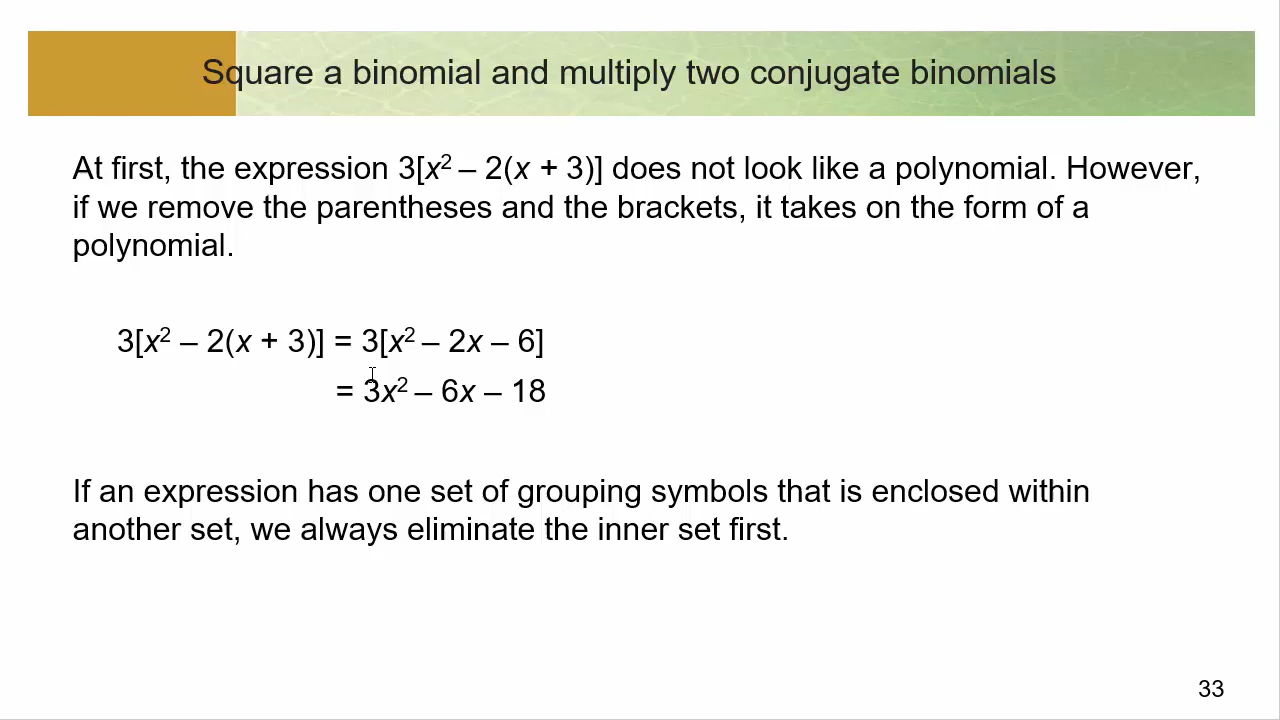 Square a binomial and multiply two conjugate binomials
At first, the expression 3[x² – 2(x + 3)] does not look like a polynomial. However,
if we remove the parentheses and the brackets, it takes on the form of a
polynomial.
3[x² – 2(x + 3)] = 3[x² – 2x – 6]
= 3x² – 6x – 18
If an expression has one set of grouping symbols that is enclosed within
another set, we always eliminate the inner set first.
33